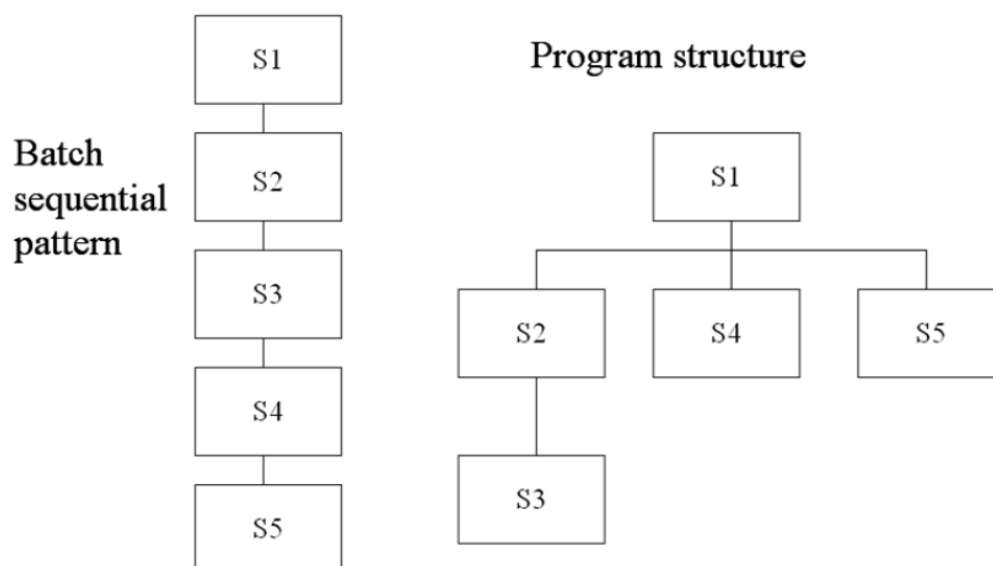 Batch
sequential
pattern
S1
S2
S3
S4
S5
Program structure
S1
S2
S4
S5
S3